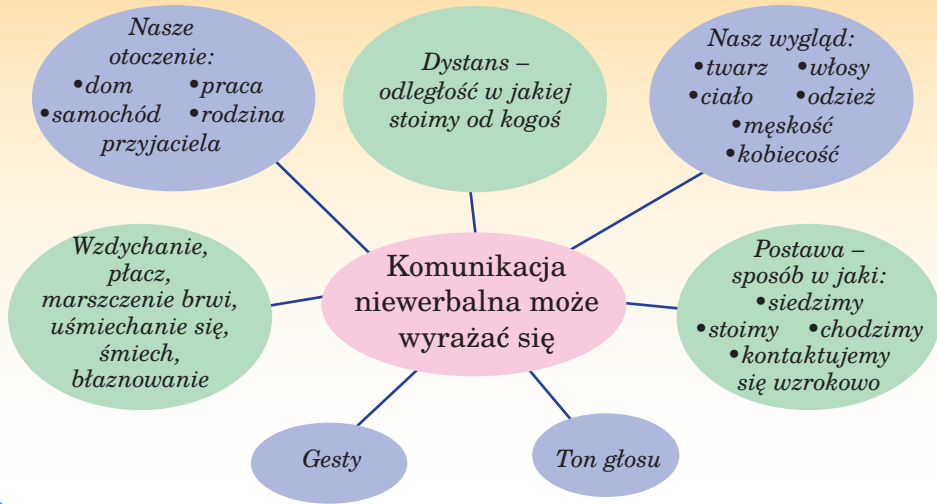 Nasze
otoczenie:
•dom •praca
•samochód •rodzina
przyjaciela
Dystans –
odległość w jakiej
stoimy od kogoś
Nasz wygląd:
•twarz •włosy
•ciało •odzież
•męskość
•kobiecość
Wzdychanie,
płacz,
marszczenie brwi,
uśmiechanie się,
śmiech,
błaznowanie
Komunikacja
niewerbalna może
wyrażać się
Postawa –
sposób w jaki:
•siedzimy
•stoimy •chodzimy
•kontaktujemy
się wzrokowo
Gesty
Ton głosu